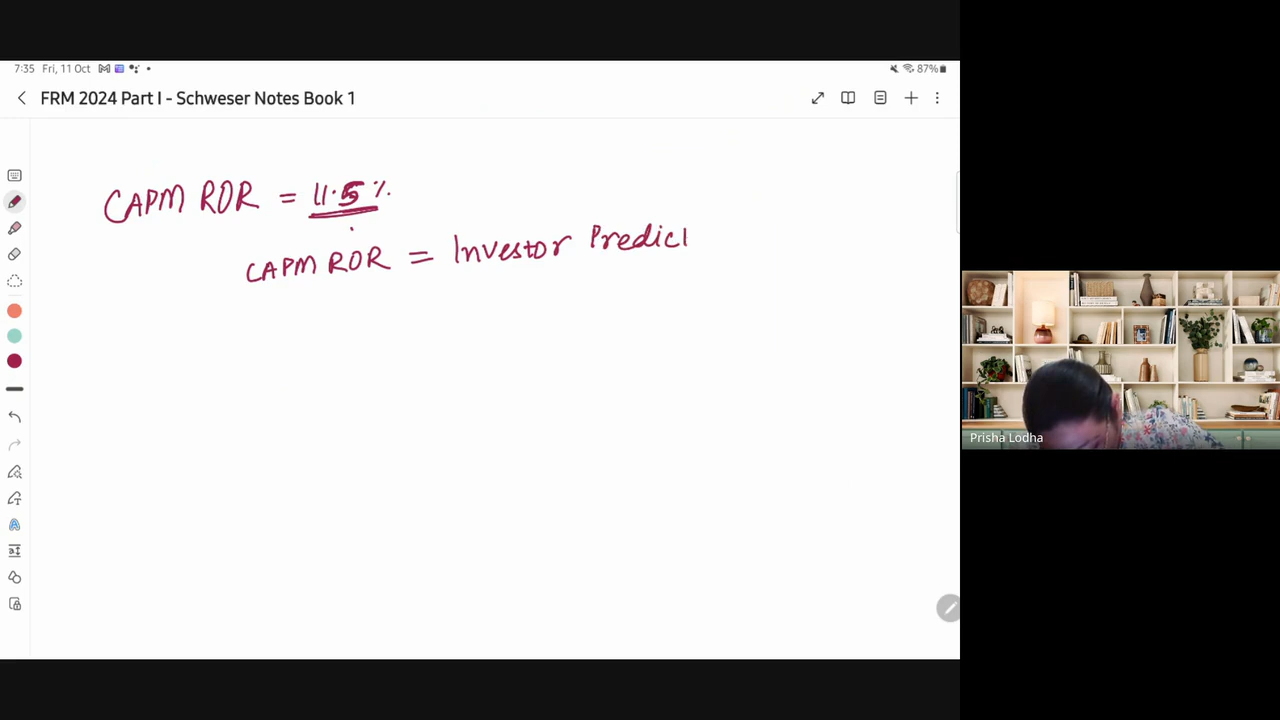 7:35 Fri, 11 Oct 87%
FRM 2024 Part I - Schweser Notes Book 1
CAPM ROR = 11.5%
CAPM ROR = Investor Predict
Prisha Lodha